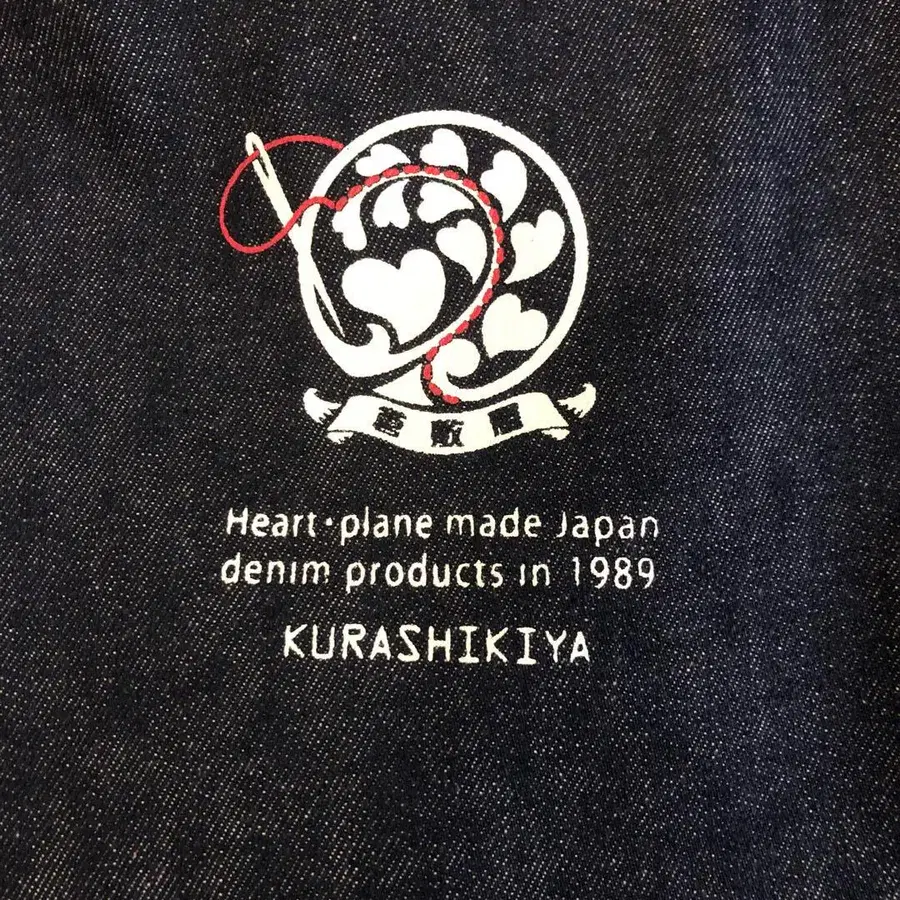 倉敷屋
Heart・plane made Japan
denim products in 1989
KURASHIKIYA